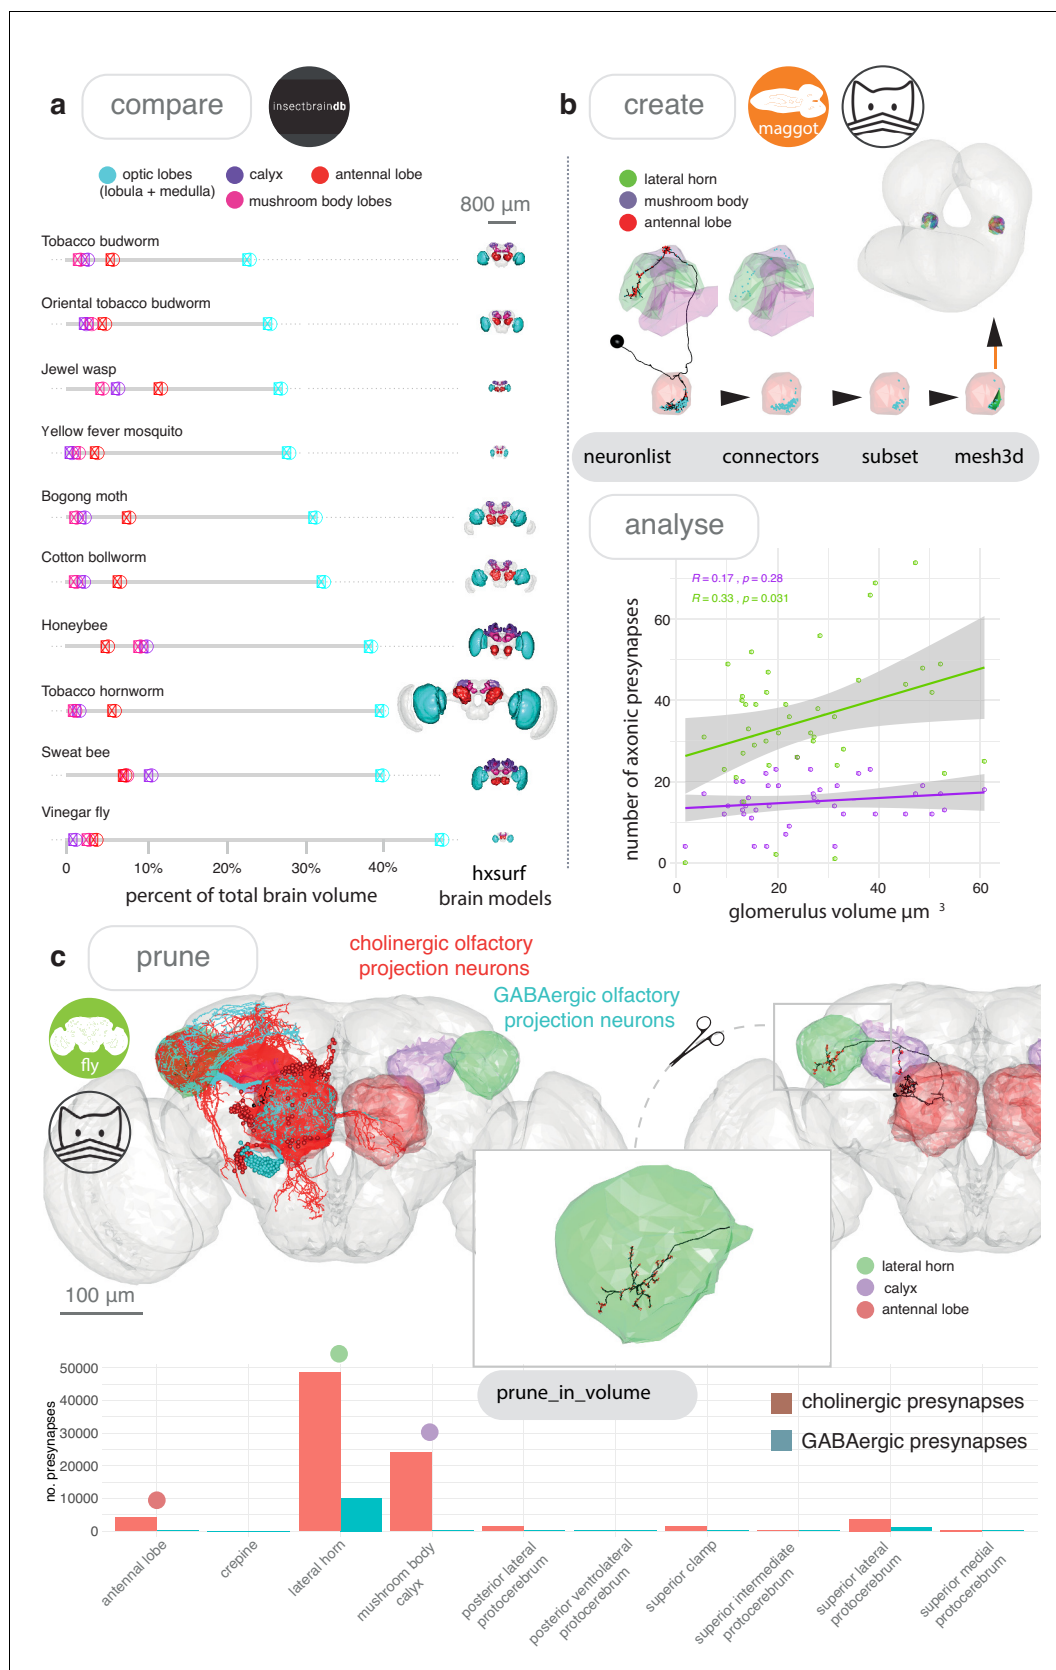 a
compare
insectbraindb
optic lobes
(lobula + medulla)
calyx
antennal lobe
mushroom body lobes
800 µm
Tobacco budworm
Oriental tobacco budworm
Jewel wasp
Yellow fever mosquito
Bogong moth
Cotton bollworm
Honeybee
Tobacco hornworm
Sweat bee
Vinegar fly
0
10%
20%
30%
40%
percent of total brain volume
hxsurf
brain models
b
create
maggot
lateral horn
mushroom body
antennal lobe
neuronlist
connectors
subset
mesh3d
analyse
R = 0.17 , p = 0.28
R = 0.33 , p = 0.031
number of axonic presynapses
60
40
20
0
0
20
40
60
glomerulus volume µm 3
c
prune
fly
cholinergic olfactory
projection neurons
GABAergic olfactory
projection neurons
lateral horn
calyx
antennal lobe
100 µm
prune_in_volume
cholinergic presynapses
GABAergic presynapses
no. presynapses
50000
40000
30000
20000
10000
0
antennal lobe
crepine
lateral horn
mushroom body
calyx
posterior lateral
protocerebrum
posterior ventrolateral
protocerebrum
superior clamp
superior intermediate
protocerebrum
superior lateral
protocerebrum
superior medial
protocerebrum